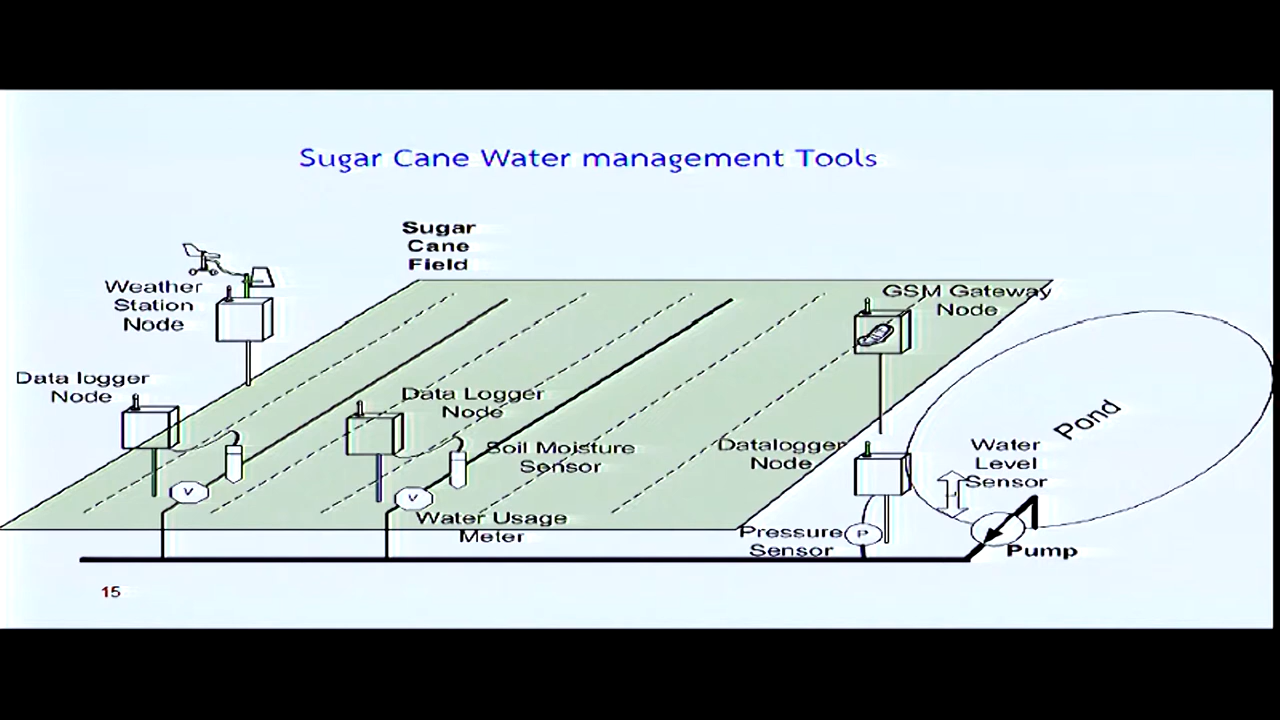 Sugar Cane Water management Tools
Sugar
Cane
Field
Weather
Station
Node
GSM Gateway
Node
Data logger
Node
Data Logger
Node
Soil Moisture
Sensor
Datalogger
Node
Water
Level
Sensor
Pond
V
V
Water Usage
Meter
Pressure
Sensor
P
Pump
15